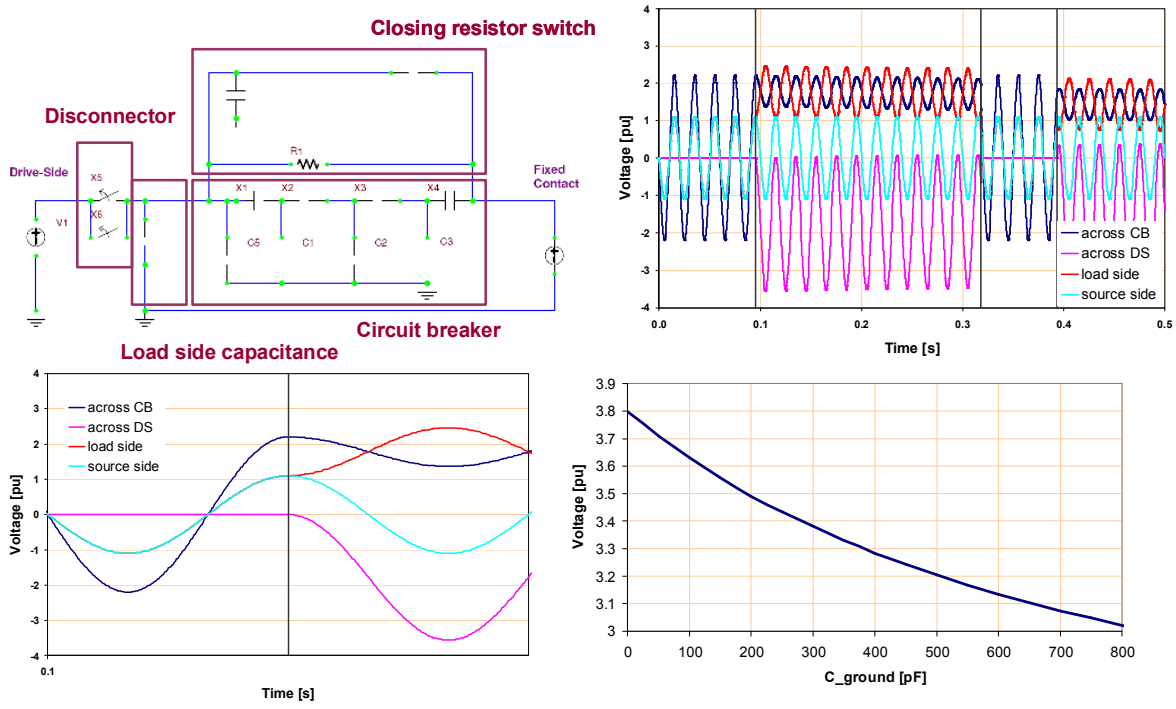 Closing resistor switch
Disconnector
R1
Drive-Side
X5
X6
V1
Fixed
Contact
X1
X2
X3
X4
C5
C1
C2
C3
Circuit breaker
Load side capacitance
4
3
2
1
0
-1
-2
-3
-4
Voltage [pu]
across CB
across DS
load side
source side
0.0
0.1
0.2
0.3
0.4
0.5
Time [s]
4
3
2
1
0
-1
-2
-3
-4
Voltage [pu]
across CB
across DS
load side
source side
0.1
Time [s]
3.9
3.8
3.7
3.6
3.5
3.4
3.3
3.2
3.1
3
Voltage [pu]
0
100
200
300
400
500
600
700
800
C_ground [pF]